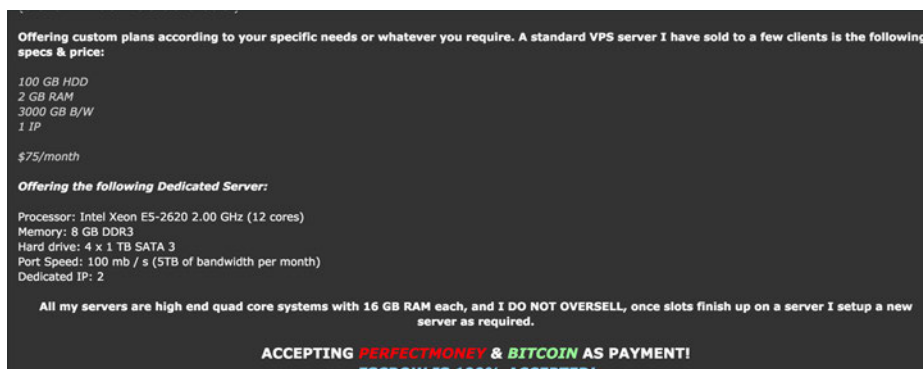 Offering custom plans according to your specific needs or whatever you require. A standard VPS server I have sold to a few clients is the following
specs & price:
100 GB HDD
2 GB RAM
3000 GB B/W
1 IP
$75/month
Offering the following Dedicated Server:
Processor: Intel Xeon E5-2620 2.00 GHz (12 cores)
Memory: 8 GB DDR3
Hard drive: 4 x 1 TB SATA 3
Port Speed: 100 mb / s (5TB of bandwidth per month)
Dedicated IP: 2
All my servers are high end quad core systems with 16 GB RAM each, and I DO NOT OVERSELL, once slots finish up on a server I setup a new
server as required.
ACCEPTING PERFECTMONEY & BITCOIN AS PAYMENT!
ESCROW IS 100% ACCEPTED!